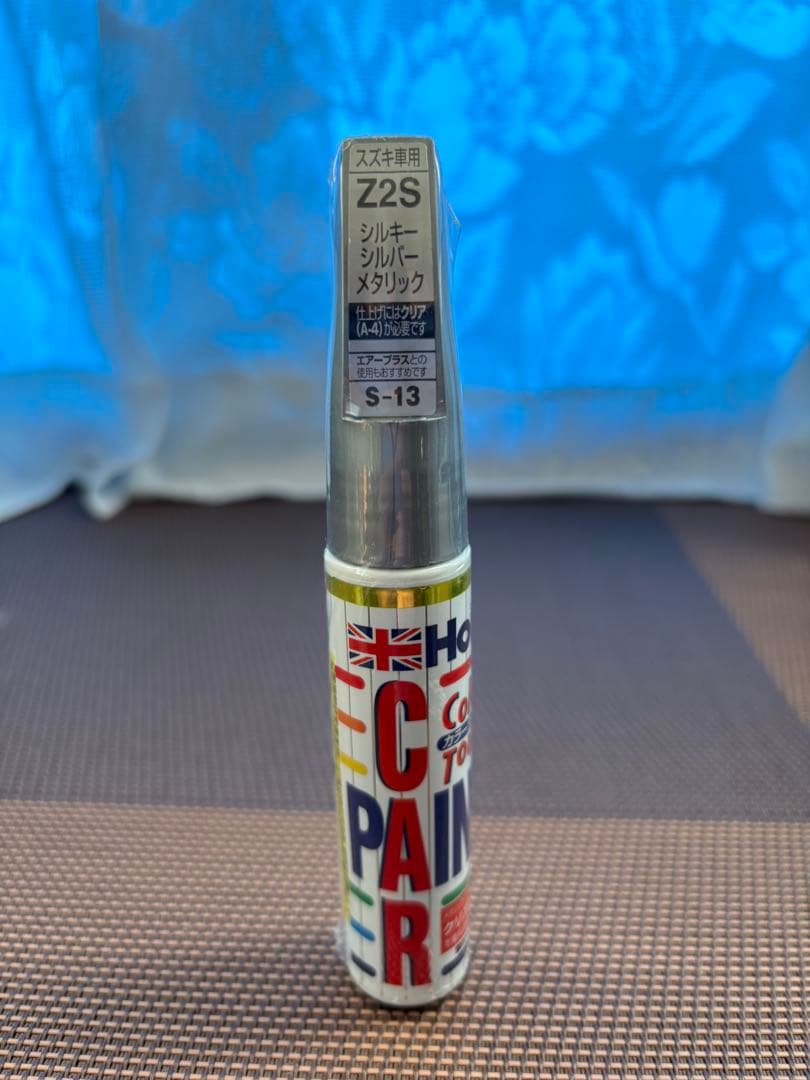 スズキ車用
Z2S
シルキー
シルバー
メタリック
仕上げにはクリア
(A-4)が必要です
エアープラスとの
使用もおすすめです
S-13
CAR
PAIN